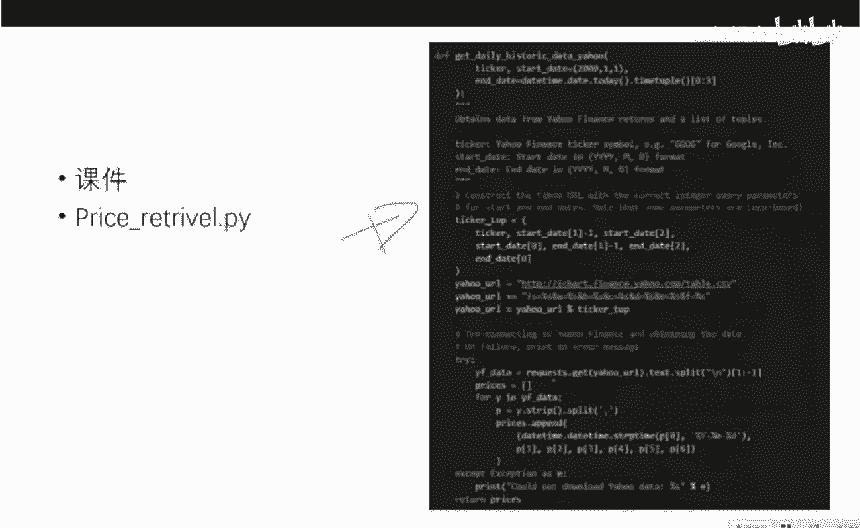 课件
Price_retrivel.py
def get_daily_historic_data_yahoo(
ticker, start_date=(2000,1,1),
end_date=datetime.date.today().timetuple()[0:3]
):
"""
Obtains data from Yahoo Finance returns and a list of tuples.
ticker: Yahoo Finance ticker symbol, e.g. "GOOG" for Google, Inc.
start_date: Start date in (YYYY, M, D) format
end_date: End date in (YYYY, M, D) format
"""
# Construct the Yahoo URL with the correct integer query parameters
# for start and end dates. Note that some parameters are zero-based!
ticker_tup = (
ticker, start_date[1]-1, start_date[2],
start_date[0], end_date[1]-1, end_date[2],
end_date[0]
)
yahoo_url = "http://ichart.finance.yahoo.com/table.csv"
yahoo_url +=
yahoo_url = yahoo_url % ticker_tup
# Try connecting to Yahoo Finance and obtaining the data
# On failure, print an error message
try:
yf_data = requests.get(yahoo_url).text.split("\n")[1:-1]
prices = []
for y in yf_data:
p = y.strip().split(',')
prices.append(
(datetime.datetime.strptime(p[0], '%Y-%m-%d'),
p[1], p[2], p[3], p[4], p[5], p[6])
)
except Exception as e:
print("Could not download Yahoo data: %s" % e)
return prices